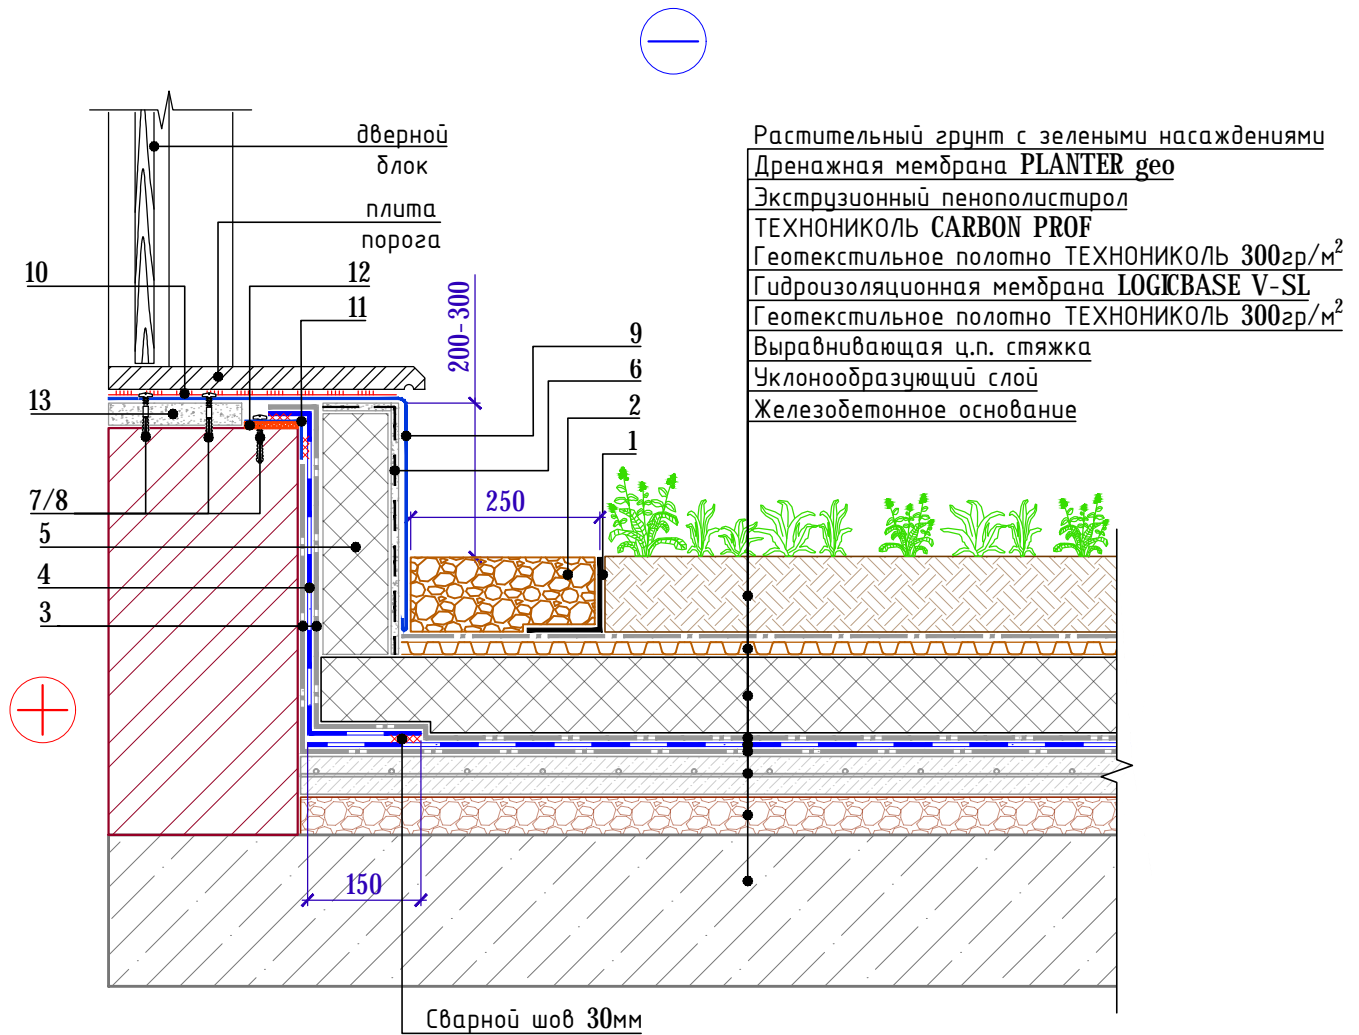 дверной
блок
плита
порога
Растительный грунт с зелеными насаждениями
Дренажная мембрана PLANTER geo
Экструзионный пенополистирол
ТЕХНОНИКОЛЬ CARBON PROF
Геотекстильное полотно ТЕХНОНИКОЛЬ 300гр/м²
Гидроизоляционная мембрана LOGICBASE V-SL
Геотекстильное полотно ТЕХНОНИКОЛЬ 300гр/м²
Выравнивающая ц.п. стяжка
Уклонообразующий слой
Железобетонное основание
10
12
11
200-300
9
6
2
1
13
250
7/8
5
4
3
150
Сварной шов 30мм